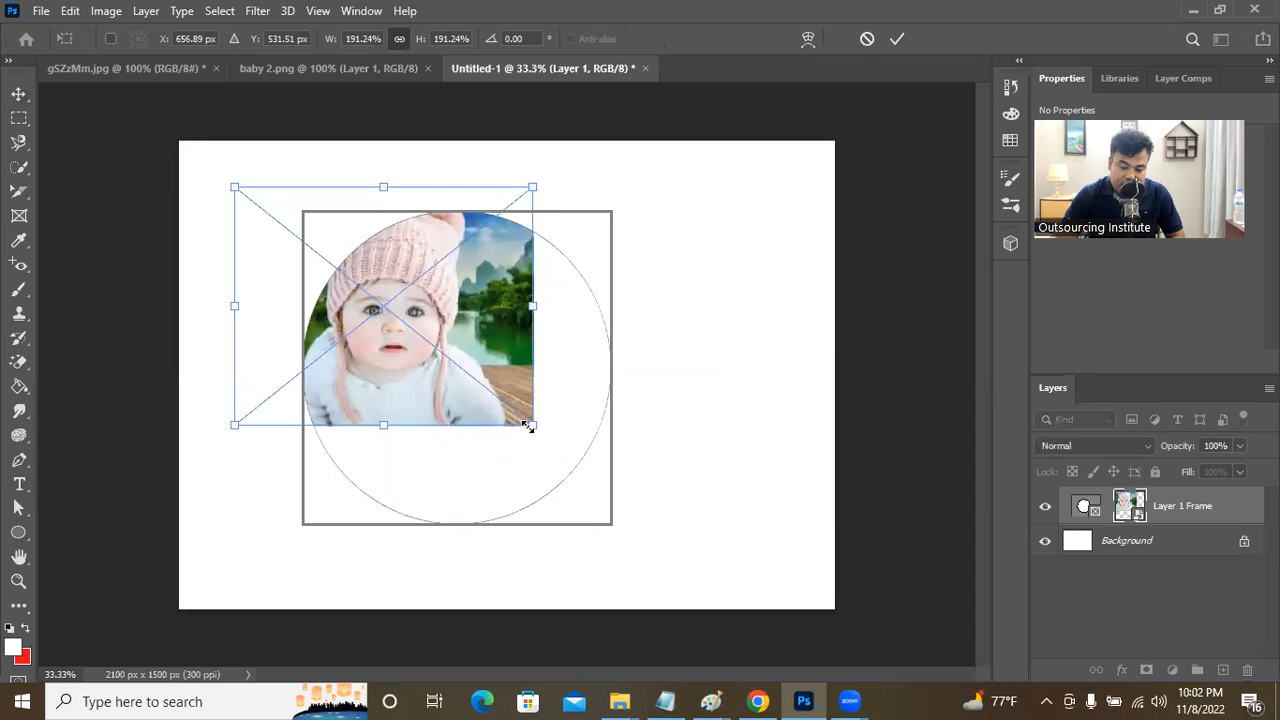 Ps File Edit Image Layer Type Select Filter 3D View Window Help
X: 656.89 px Y: 531.51 px W: 191.24% H: 191.24% 0.00 ° Anti-alias
gSZzMm.jpg @ 100% (RGB/8#) * × baby 2.png @ 100% (Layer 1, RGB/8) × Untitled-1 @ 33.3% (Layer 1, RGB/8) * ×
Properties Libraries Layer Comps
No Properties
Outsourcing Institute
Layers
Kind
Normal Opacity: 100%
Lock: Fill: 100%
Layer 1 Frame
Background
33.33% 2100 px x 1500 px (300 ppi)
Type here to search
Ps
zoom
77°F
10:02 PM
11/8/2022
16